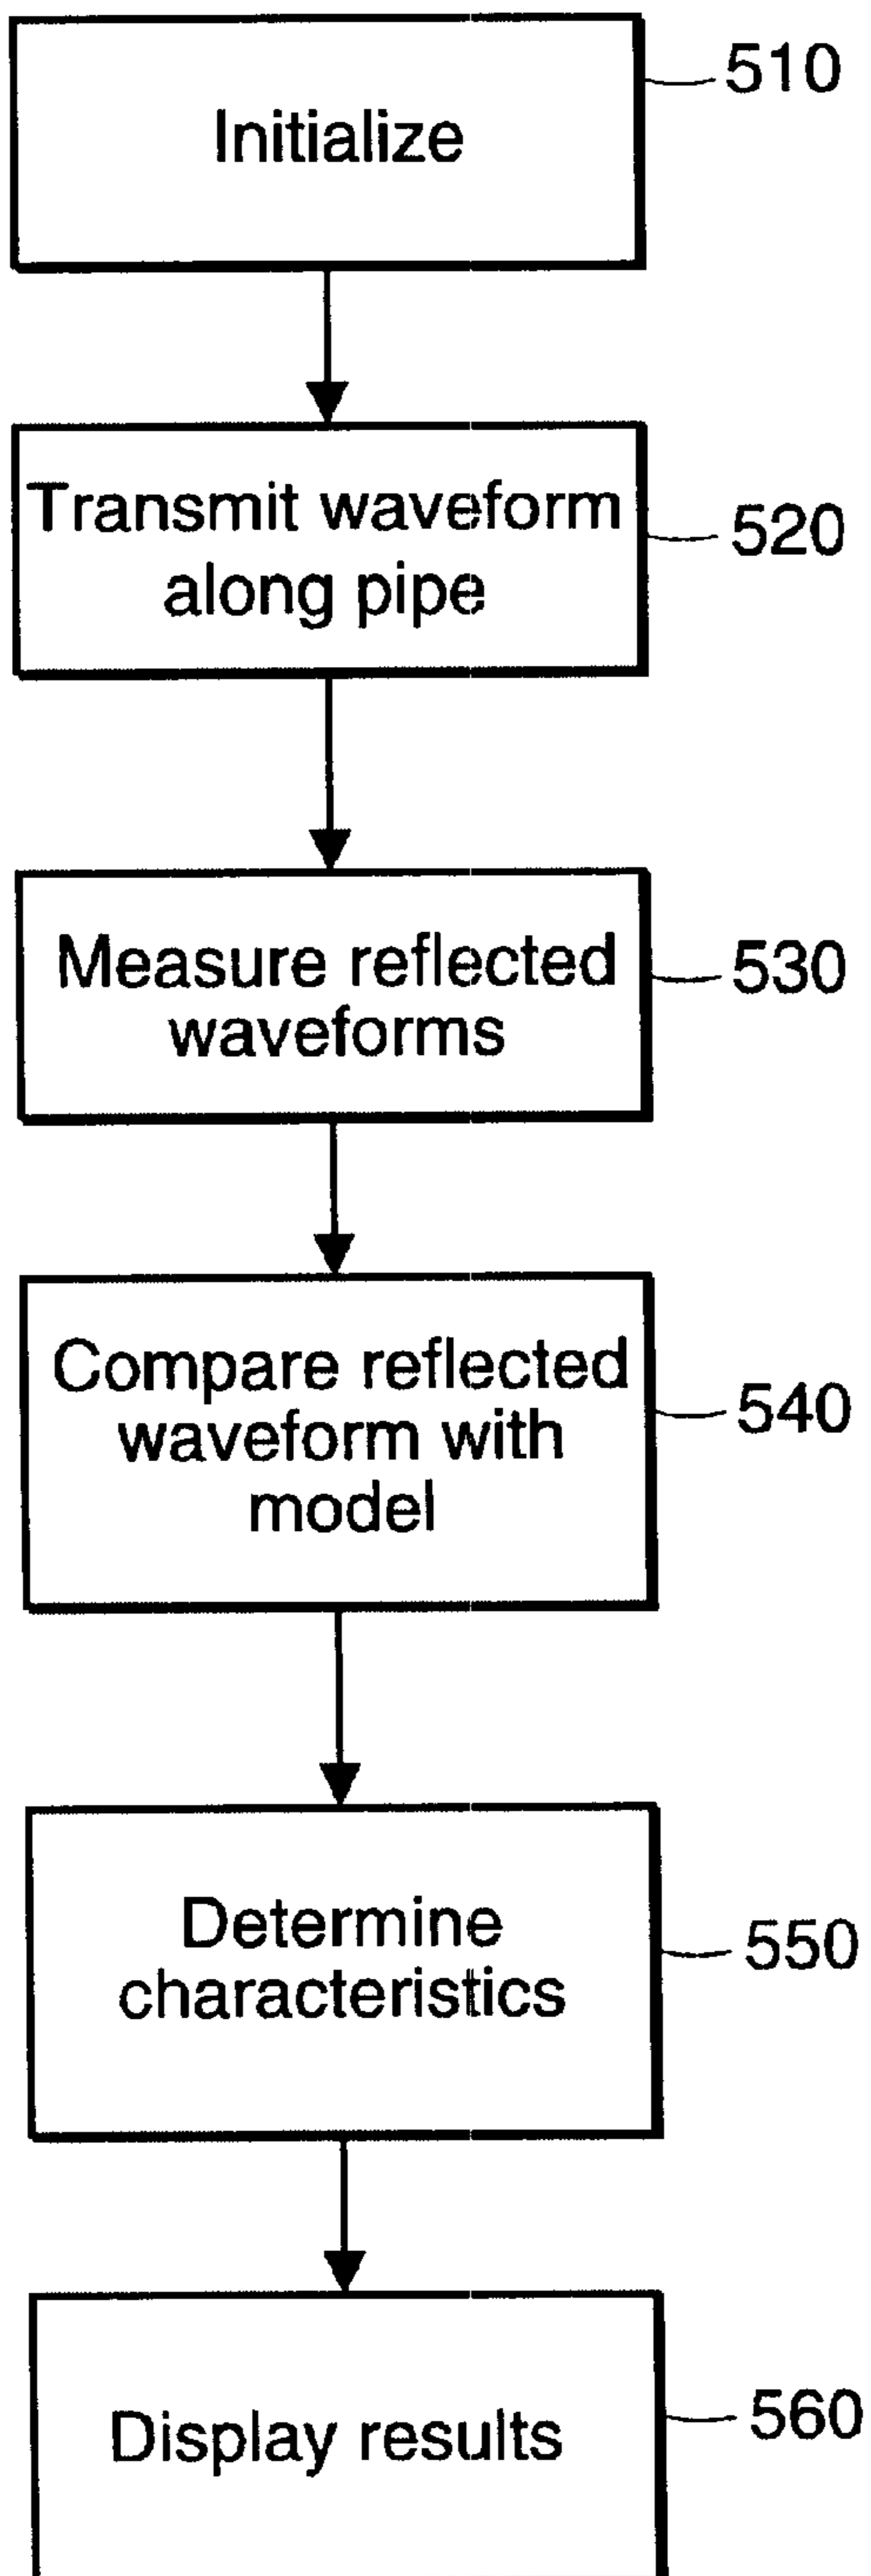 Initialize
510
Transmit waveform
along pipe
520
Measure reflected
waveforms
530
Compare reflected
waveform with
model
540
Determine
characteristics
550
Display results
560